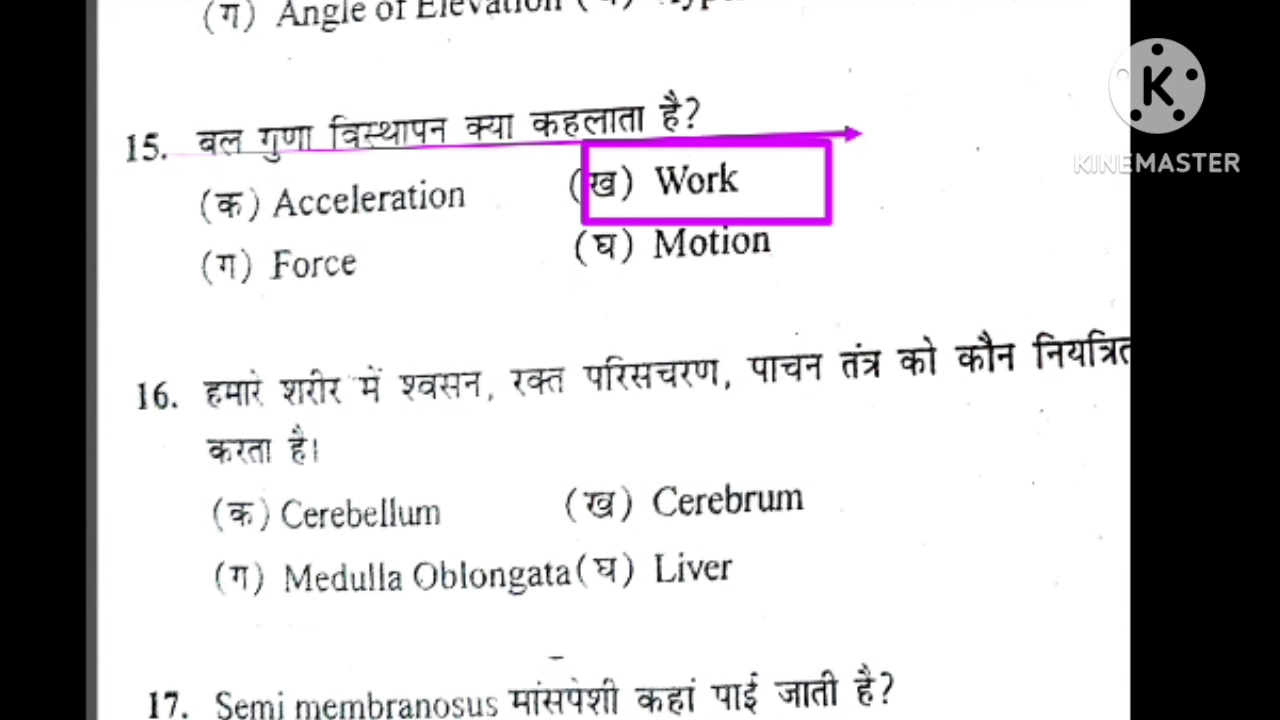 (ग) Angle of Elevation
15. बल गुणा विस्थापन क्या कहलाता है?
(क) Acceleration (ख) Work
(ग) Force (घ) Motion
16. हमारे शरीर में श्वसन, रक्त परिसचरण, पाचन तंत्र को कौन नियत्रित
करता है।
(क) Cerebellum (ख) Cerebrum
(ग) Medulla Oblongata (घ) Liver
17. Semi membranosus मांसपेशी कहां पाई जाती है?
K
KINEMASTER